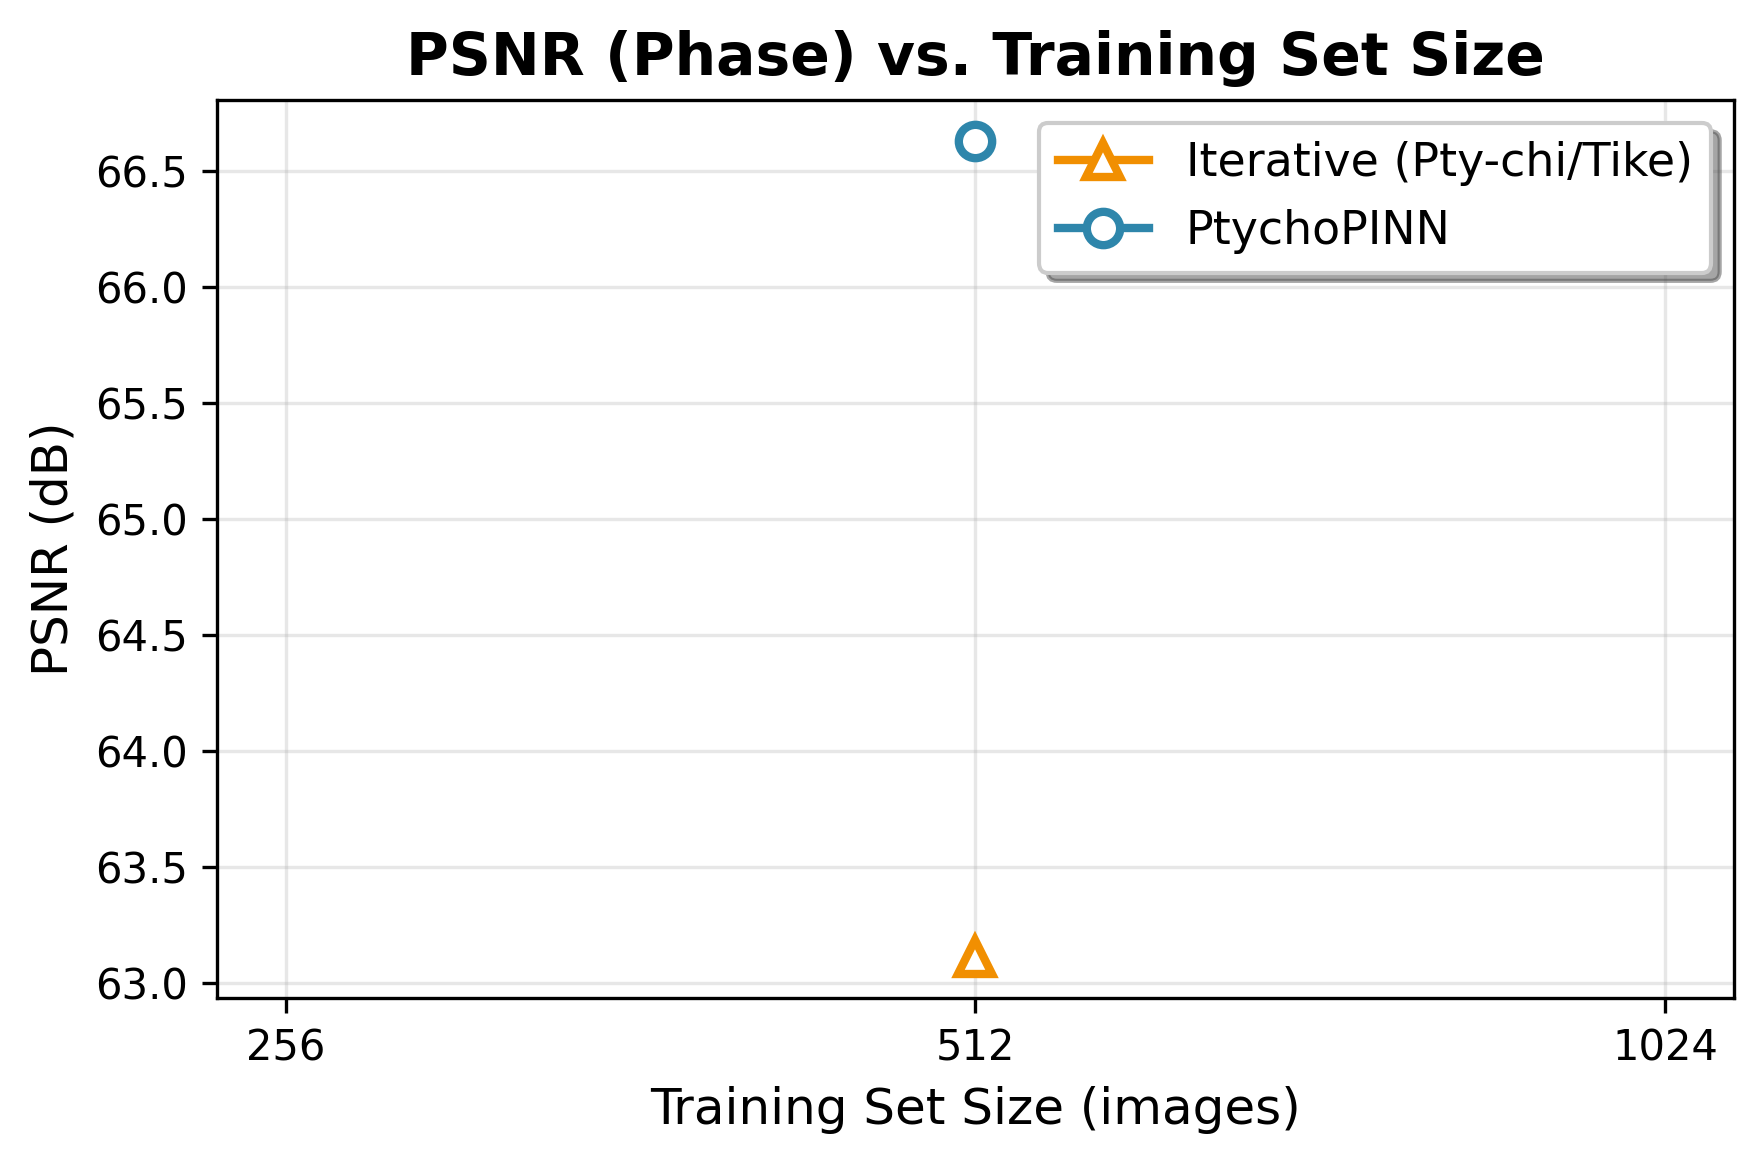 PSNR (Phase) vs. Training Set Size
Iterative (Pty-chi/Tike)
PtychoPINN
PSNR (dB)
66.5
66.0
65.5
65.0
64.5
64.0
63.5
63.0
256 512 1024
Training Set Size (images)